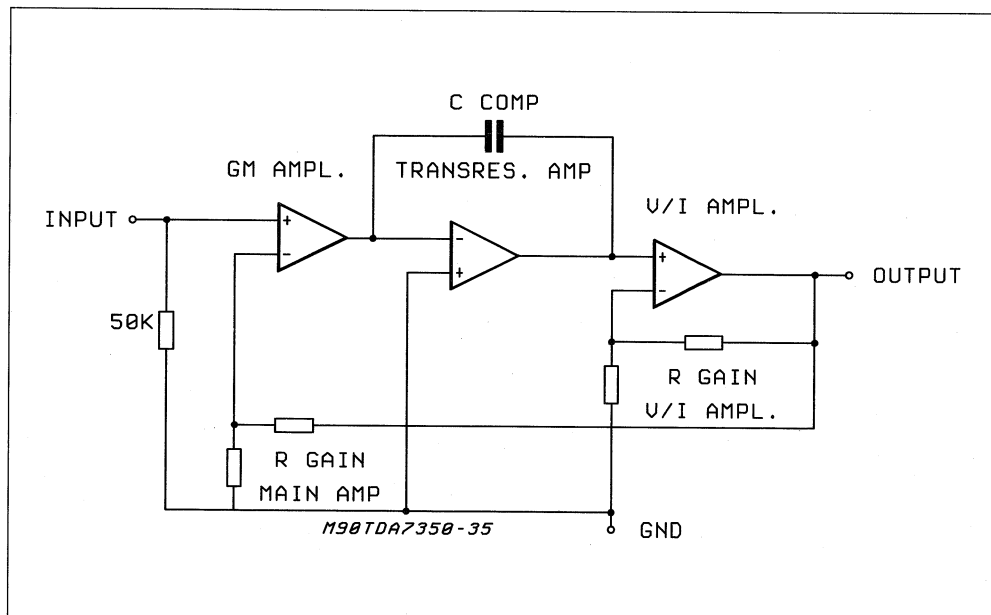 C COMP
GM AMPL.
TRANSRES. AMP
V/I AMPL.
INPUT
+
-
-
+
+
-
OUTPUT
50K
R GAIN
V/I AMPL.
R GAIN
MAIN AMP
M90TDA7350-35
GND